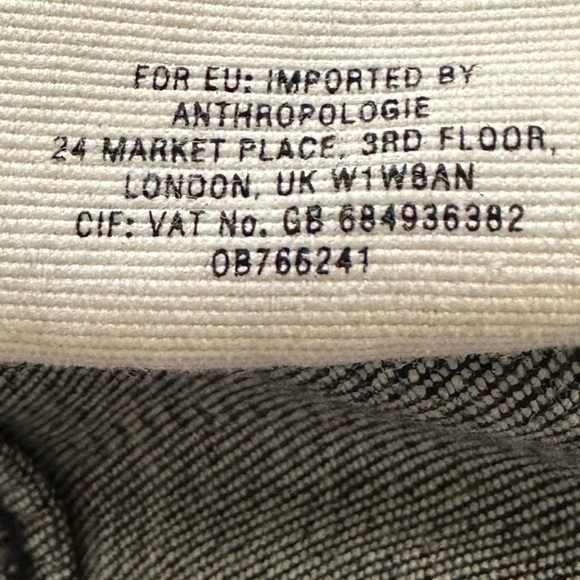 FOR EU: IMPORTED BY
ANTHROPOLOGIE
24 MARKET PLACE, 3RD FLOOR,
LONDON, UK W1W8AN
CIF: VAT No. GB 684936382
0B766241